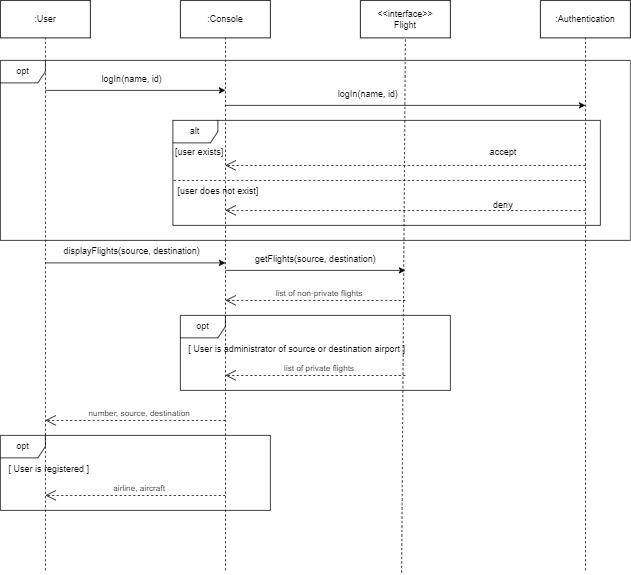 :User
:Console
<<interface>>
Flight
:Authentication
opt
logIn(name, id)
logIn(name, id)
alt
[user exists]
accept
[user does not exist]
deny
displayFlights(source, destination)
getFlights(source, destination)
list of non-private flights
opt
[ User is administrator of source or destination airport ]
list of private flights
number, source, destination
opt
[ User is registered ]
airline, aircraft